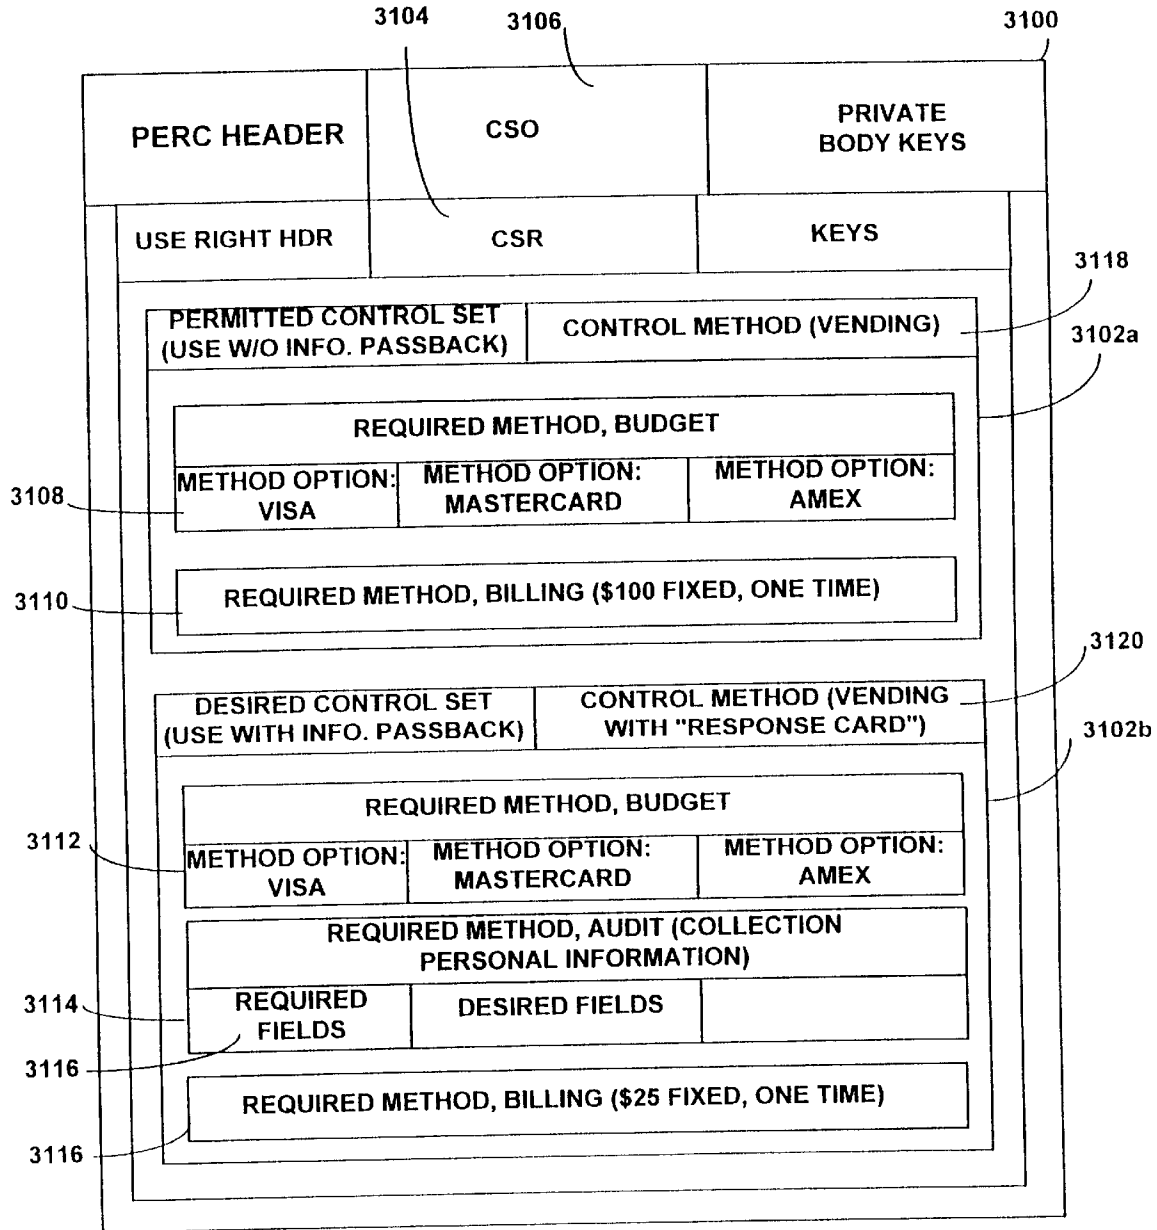 3104
3106
3100
PERC HEADER
CSO
PRIVATE
BODY KEYS
USE RIGHT HDR
CSR
KEYS
3118
PERMITTED CONTROL SET
(USE W/O INFO. PASSBACK)
CONTROL METHOD (VENDING)
3102a
REQUIRED METHOD, BUDGET
METHOD OPTION:
VISA
METHOD OPTION:
MASTERCARD
METHOD OPTION:
AMEX
3108
REQUIRED METHOD, BILLING ($100 FIXED, ONE TIME)
3110
3120
DESIRED CONTROL SET
(USE WITH INFO. PASSBACK)
CONTROL METHOD (VENDING
WITH "RESPONSE CARD")
3102b
REQUIRED METHOD, BUDGET
3112
METHOD OPTION:
VISA
METHOD OPTION:
MASTERCARD
METHOD OPTION:
AMEX
REQUIRED METHOD, AUDIT (COLLECTION
PERSONAL INFORMATION)
3114
REQUIRED
FIELDS
DESIRED FIELDS
3116
REQUIRED METHOD, BILLING ($25 FIXED, ONE TIME)
3116